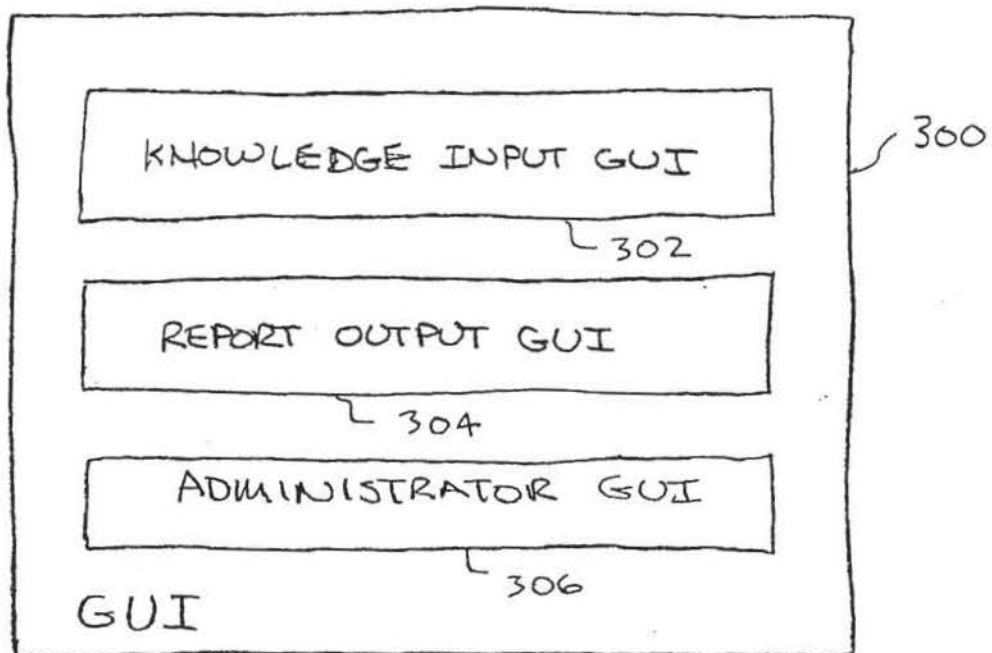 KNOWLEDGE INPUT GUI
300
302
REPORT OUTPUT GUI
304
ADMINISTRATOR GUI
306
GUI